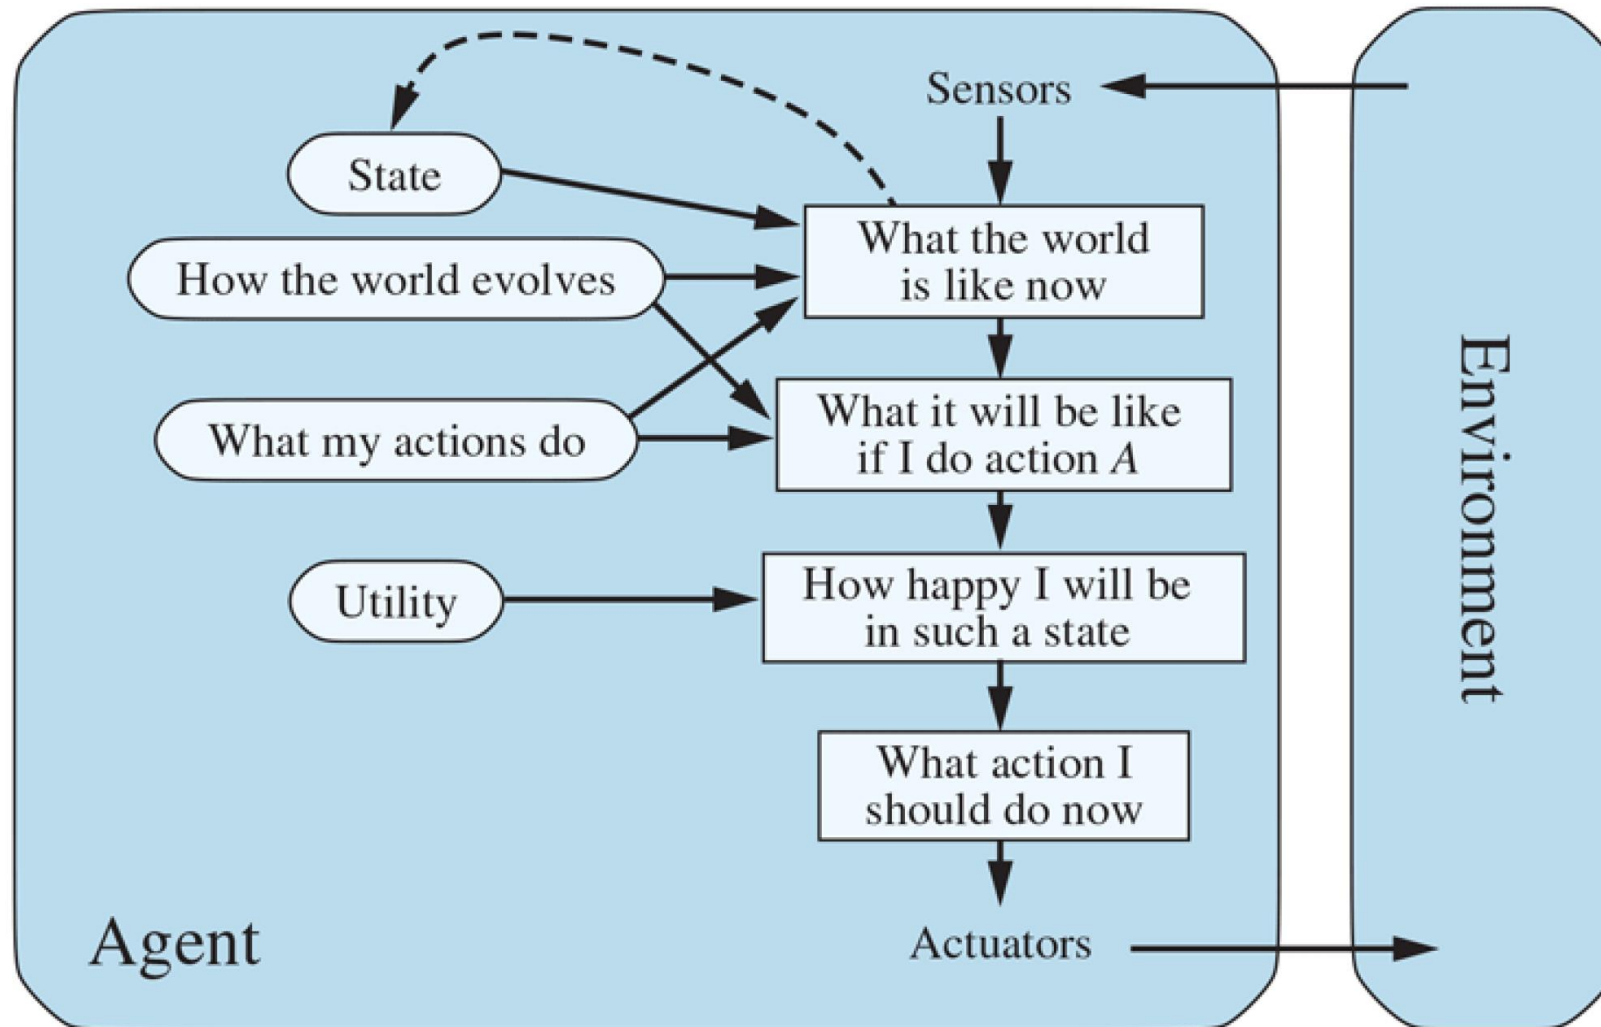 Sensors
State
What the world
is like now
How the world evolves
What it will be like
if I do action A
What my actions do
How happy I will be
in such a state
Utility
What action I
should do now
Agent
Actuators
Environment